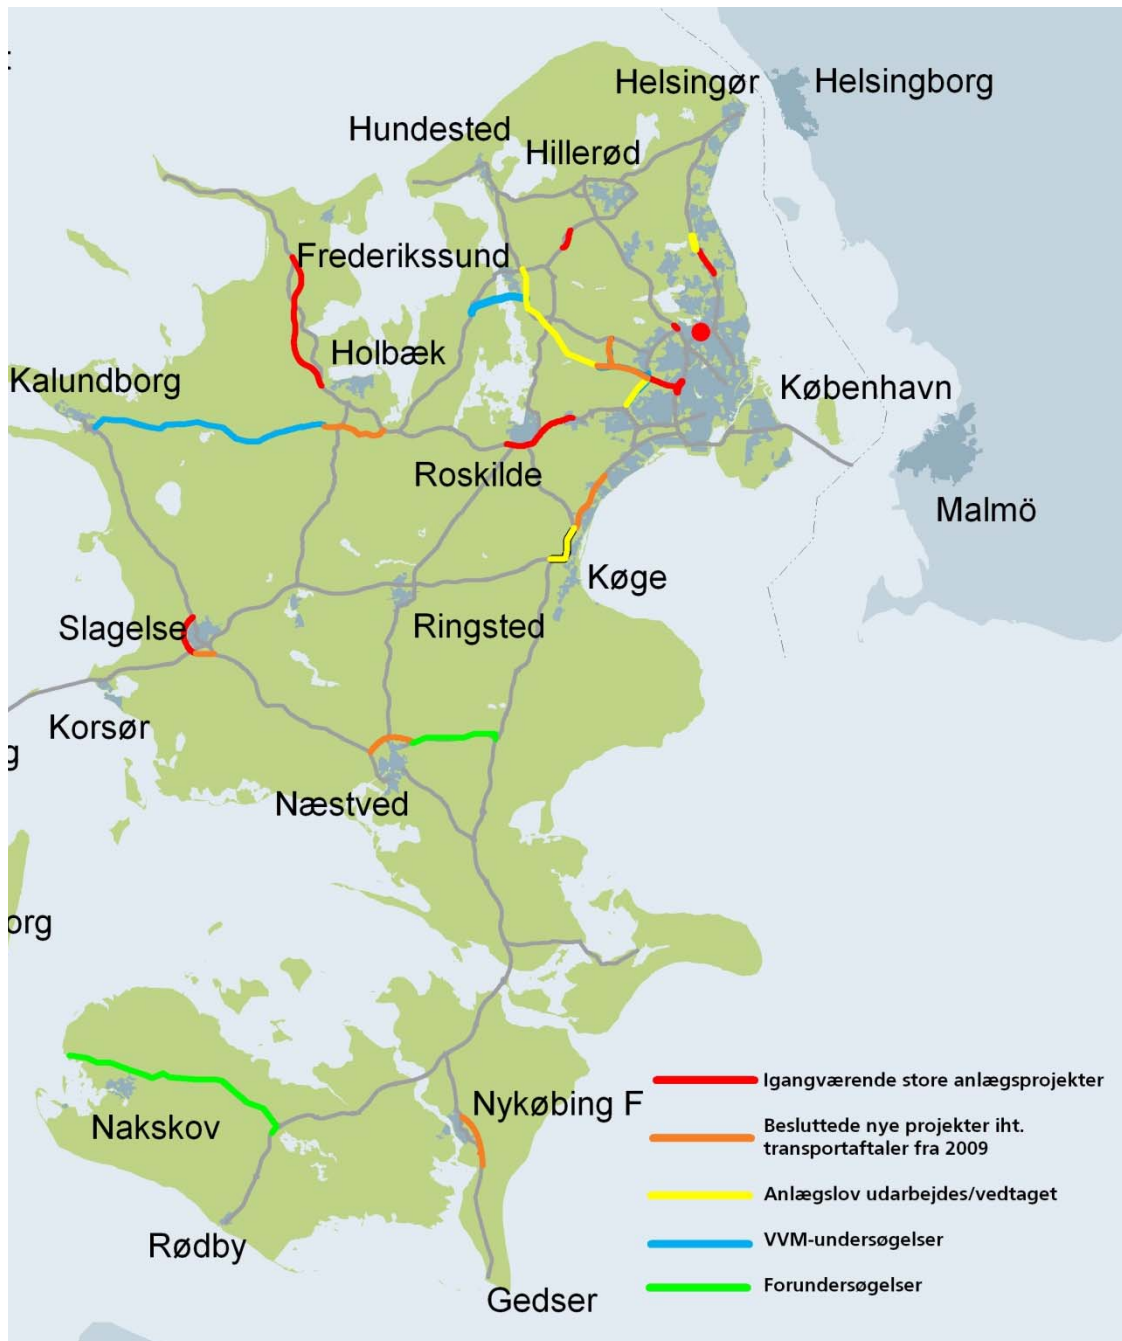 Helsingør
Helsingborg
Hundested
Hillerød
Frederikssund
Holbæk
Kalundborg
København
Roskilde
Malmö
Køge
Slagelse
Ringsted
Korsør
g
Næstved
org
Nykøbing F
Nakskov
Rødby
Gedser
Igangværende store anlægsprojekter
Besluttede nye projekter iht.
transportaftaler fra 2009
Anlægslov udarbejdes/vedtaget
VVM-undersøgelser
Forundersøgelser